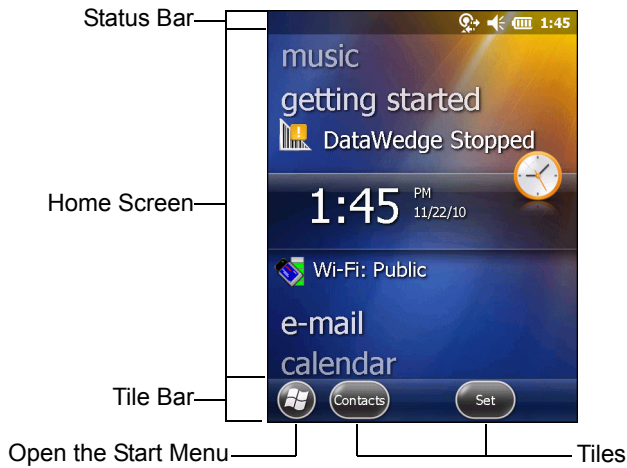 Status Bar
1:45
music
getting started
DataWedge Stopped
Home Screen
1:45 PM
11/22/10
Wi-Fi: Public
e-mail
calendar
Tile Bar
Contacts
Set
Open the Start Menu
Tiles